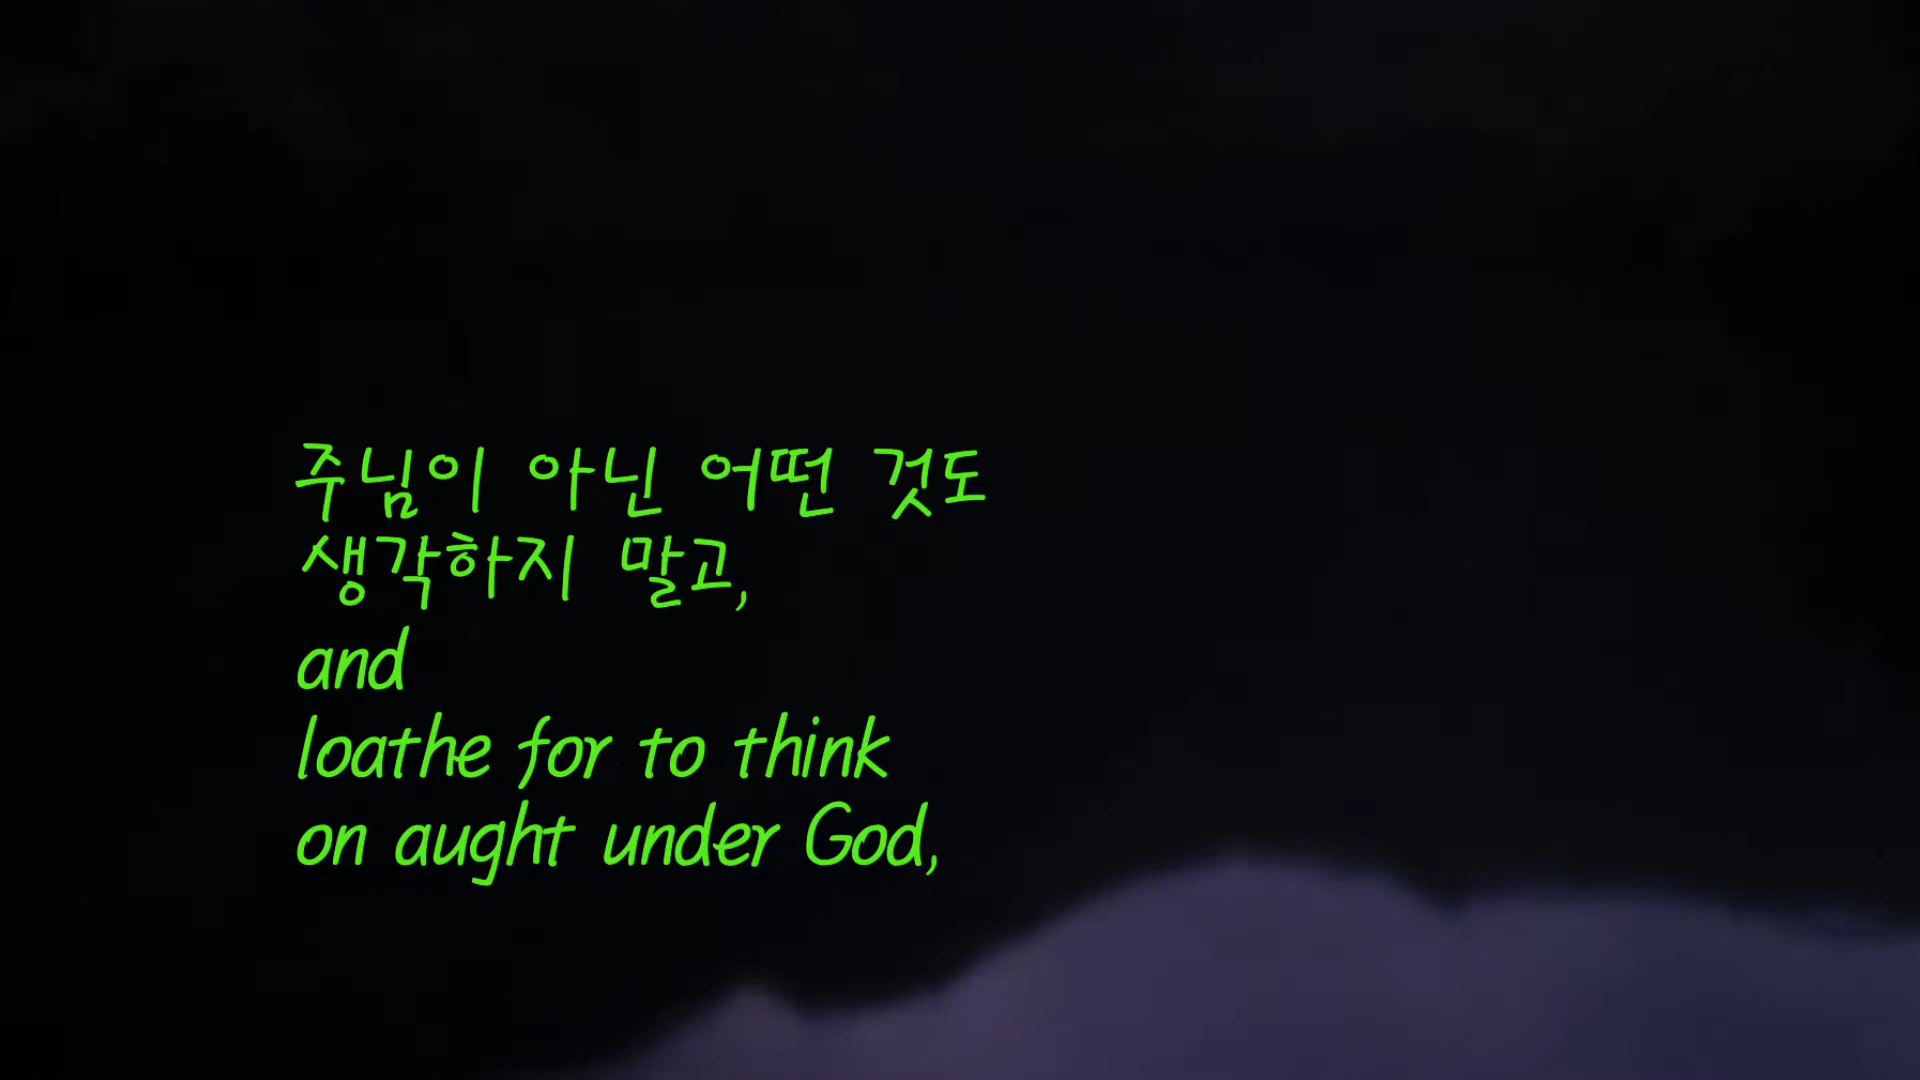 주님이 아닌 어떤 것도
생각하지 말고,
and
loathe for to think
on aught under God,